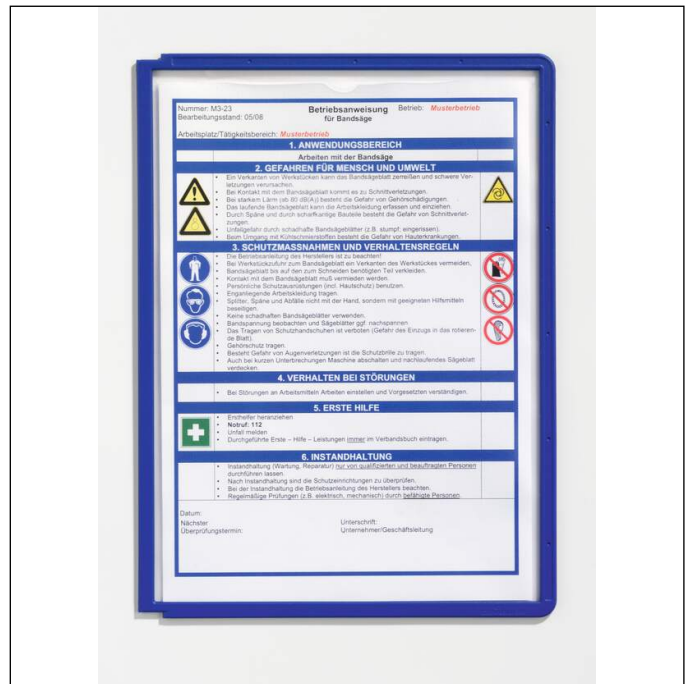 Nummer: M3-23
Betriebsanweisung
Betrieb: Musterbetrieb
Bearbeitungsstand: 05/08
für Bandsäge
Arbeitsplatz/Tätigkeitsbereich: Musterbetrieb
1. ANWENDUNGSBEREICH
Arbeiten mit der Bandsäge
2. GEFAHREN FÜR MENSCH UND UMWELT
• Ein Verkanten von Werkstücken kann das Bandsägeblatt zerreißen und schwere Ver-
letzungen verursachen.
• Bei Kontakt mit dem Bandsägeblatt kommt es zu Schnittverletzungen.
• Bei starkem Lärm (ab 80 dB(A)) besteht die Gefahr von Gehörschädigungen.
• Das laufende Bandsägeblatt kann die Arbeitskleidung erfassen und einziehen.
• Durch Späne und durch scharfkantige Bauteile besteht die Gefahr von Schnittverlet-
zungen.
• Unfallgefahr durch schadhafte Bandsägeblätter (z.B. stumpf; eingerissen).
• Beim Umgang mit Kühlschmierstoffen besteht die Gefahr von Hauterkrankungen.
3. SCHUTZMASSNAHMEN UND VERHALTENSREGELN
• Die Betriebsanleitung des Herstellers ist zu beachten!
• Bei Werkstückzufuhr zum Bandsägeblatt ein Verkanten des Werkstückes vermeiden,
• Bandsägeblatt bis auf den zum Schneiden benötigten Teil verkleiden.
• Kontakt mit dem Bandsägeblatt muß vermieden werden.
• Persönliche Schutzausrüstungen (incl. Hautschutz) benutzen.
• Enganliegende Arbeitskleidung tragen.
• Splitter, Späne und Abfälle nicht mit der Hand, sondern mit geeigneten Hilfsmitteln
beseitigen.
• Keine schadhaften Bandsägeblätter verwenden.
• Bandspannung beobachten und Sägeblätter ggf. nachspannen
• Das Tragen von Schutzhandschuhen ist verboten (Gefahr des Einzugs in das rotieren-
de Blatt).
• Gehörschutz tragen.
• Besteht Gefahr von Augenverletzungen ist die Schutzbrille zu tragen.
• Auch bei kurzen Unterbrechungen Maschine abschalten und nachlaufendes Sägeblatt
verdecken.
4. VERHALTEN BEI STÖRUNGEN
• Bei Störungen an Arbeitsmitteln Arbeiten einstellen und Vorgesetzten verständigen.
5. ERSTE HILFE
• Ersthelfer heranziehen
• Notruf: 112
• Unfall melden
• Durchgeführte Erste – Hilfe – Leistungen immer im Verbandsbuch eintragen.
6. INSTANDHALTUNG
• Instandhaltung (Wartung, Reparatur) nur von qualifizierten und beauftragten Personen
durchführen lassen.
• Nach Instandhaltung sind die Schutzeinrichtungen zu überprüfen.
• Bei der Instandhaltung die Betriebsanleitung des Herstellers beachten.
• Regelmäßige Prüfungen (z.B. elektrisch, mechanisch) durch befähigte Personen.
Datum:
Nächster
Überprüfungstermin:
Unterschrift:
Unternehmer/Geschäftsleitung